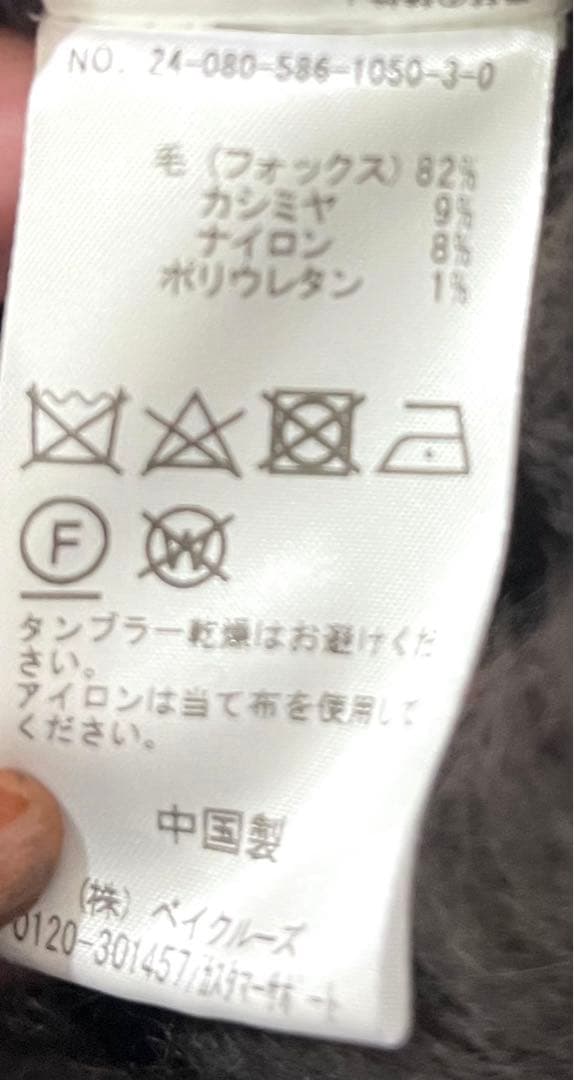 NO. 24-080-586-1050-3-0
毛（フォックス）82%
カシミヤ 9%
ナイロン 8%
ポリウレタン 1%
F W
タンブラー乾燥はお避けくだ
さい。
アイロンは当て布を使用して
ください。
中国製
（株）ベイクルーズ
0120-301457/カスタマーサポート